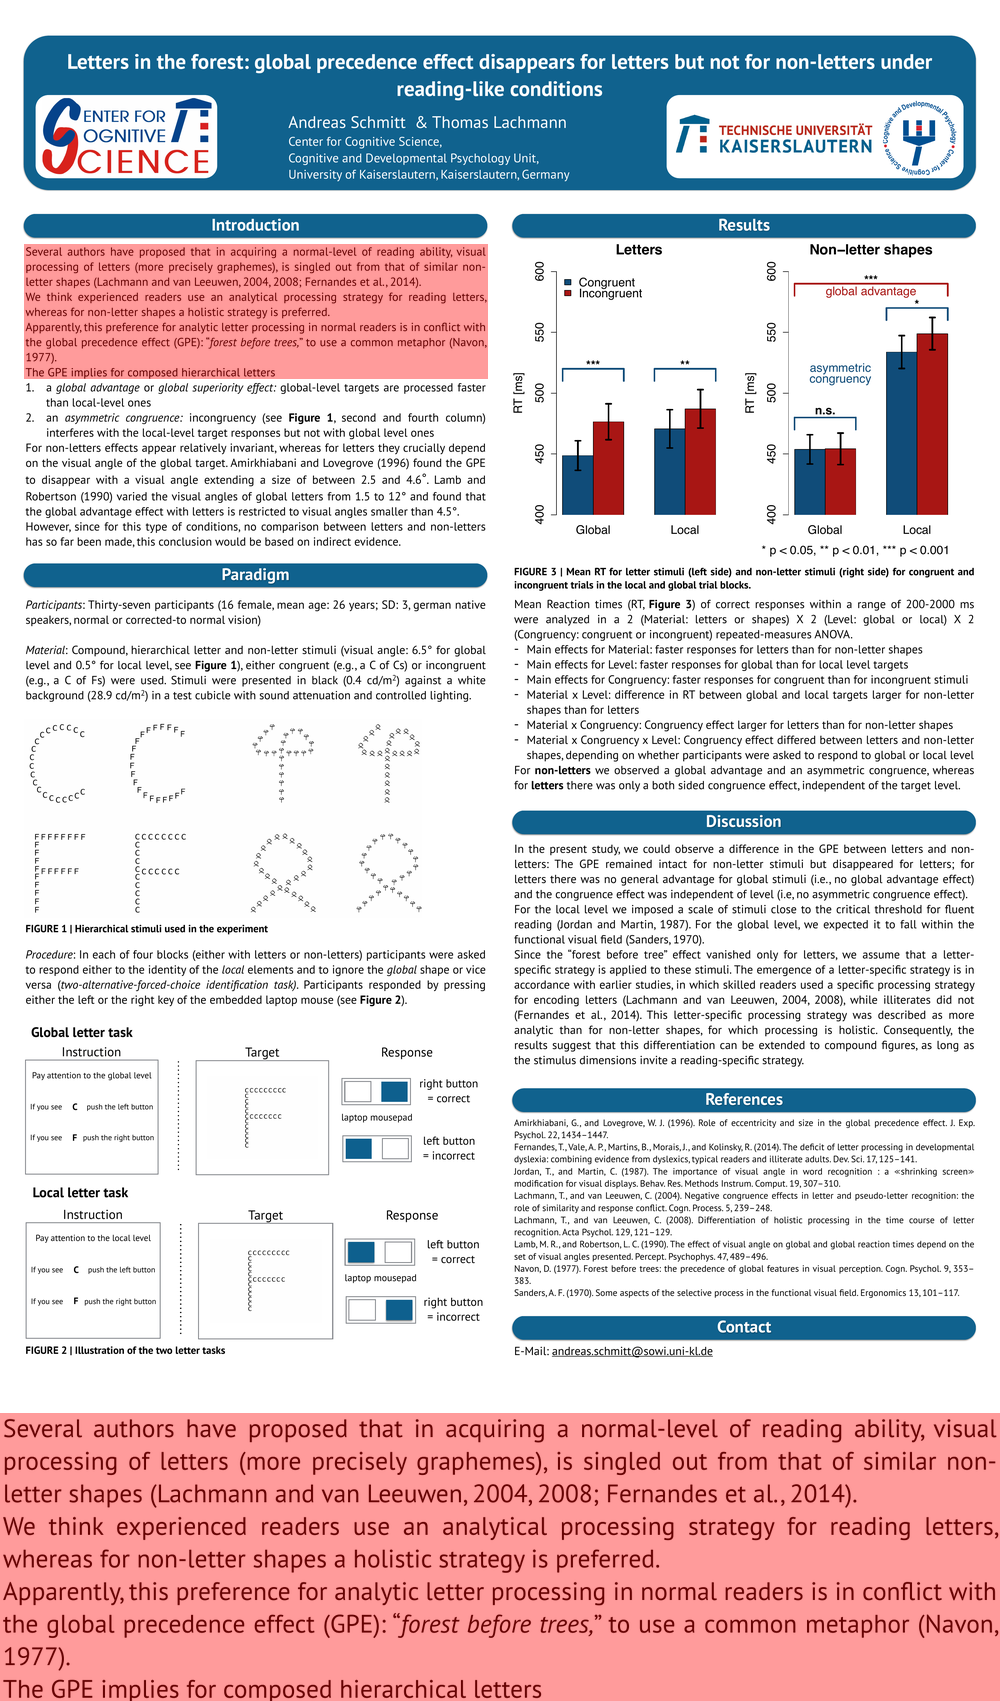 Letters in the forest: global precedence effect disappears for letters but not for non-letters under
reading-like conditions
CENTER FOR
COGNITIVE
SCIENCE
Andreas Schmitt & Thomas Lachmann
Center for Cognitive Science,
Cognitive and Developmental Psychology Unit,
University of Kaiserslautern, Kaiserslautern, Germany
TECHNISCHE UNIVERSITÄT
KAISERSLAUTERN
Cognitive and Developmental Psychology
Center for Cognitive Science
Introduction
Several authors have proposed that in acquiring a normal-level of reading ability, visual
processing of letters (more precisely graphemes), is singled out from that of similar non-
letter shapes (Lachmann and van Leeuwen, 2004, 2008; Fernandes et al., 2014).
We think experienced readers use an analytical processing strategy for reading letters,
whereas for non-letter shapes a holistic strategy is preferred.
Apparently, this preference for analytic letter processing in normal readers is in conflict with
the global precedence effect (GPE): “forest before trees,” to use a common metaphor (Navon,
1977).
The GPE implies for composed hierarchical letters
1. a global advantage or global superiority effect: global-level targets are processed faster
than local-level ones
2. an asymmetric congruence: incongruency (see Figure 1, second and fourth column)
interferes with the local-level target responses but not with global level ones
For non-letters effects appear relatively invariant, whereas for letters they crucially depend
on the visual angle of the global target. Amirkhiabani and Lovegrove (1996) found the GPE
to disappear with a visual angle extending a size of between 2.5 and 4.6°. Lamb and
Robertson (1990) varied the visual angles of global letters from 1.5 to 12° and found that
the global advantage effect with letters is restricted to visual angles smaller than 4.5°.
However, since for this type of conditions, no comparison between letters and non-letters
has so far been made, this conclusion would be based on indirect evidence.
Paradigm
Participants: Thirty-seven participants (16 female, mean age: 26 years; SD: 3, german native
speakers, normal or corrected-to normal vision)
Material: Compound, hierarchical letter and non-letter stimuli (visual angle: 6.5° for global
level and 0.5° for local level, see Figure 1), either congruent (e.g., a C of Cs) or incongruent
(e.g., a C of Fs) were used. Stimuli were presented in black (0.4 cd/m²) against a white
background (28.9 cd/m²) in a test cubicle with sound attenuation and controlled lighting.
FIGURE 1 | Hierarchical stimuli used in the experiment
Procedure: In each of four blocks (either with letters or non-letters) participants were asked
to respond either to the identity of the local elements and to ignore the global shape or vice
versa (two-alternative-forced-choice identification task). Participants responded by pressing
either the left or the right key of the embedded laptop mouse (see Figure 2).
Global letter task
Instruction Target Response
Pay attention to the global level
If you see C push the left button
If you see F push the right button
right button
= correct
laptop mousepad
left button
= incorrect
Local letter task
Instruction Target Response
Pay attention to the local level
If you see C push the left button
If you see F push the right button
left button
= correct
laptop mousepad
right button
= incorrect
FIGURE 2 | Illustration of the two letter tasks
Results
Letters Non−letter shapes
Congruent
Incongruent
RT [ms]
600
550
500
450
400
***
**
Global Local
RT [ms]
600
550
500
450
400
***
global advantage
*
asymmetric
congruency
n.s.
Global Local
* p < 0.05, ** p < 0.01, *** p < 0.001
FIGURE 3 | Mean RT for letter stimuli (left side) and non-letter stimuli (right side) for congruent and
incongruent trials in the local and global trial blocks.
Mean Reaction times (RT, Figure 3) of correct responses within a range of 200-2000 ms
were analyzed in a 2 (Material: letters or shapes) X 2 (Level: global or local) X 2
(Congruency: congruent or incongruent) repeated-measures ANOVA.
- Main effects for Material: faster responses for letters than for non-letter shapes
- Main effects for Level: faster responses for global than for local level targets
- Main effects for Congruency: faster responses for congruent than for incongruent stimuli
- Material x Level: difference in RT between global and local targets larger for non-letter
shapes than for letters
- Material x Congruency: Congruency effect larger for letters than for non-letter shapes
- Material x Congruency x Level: Congruency effect differed between letters and non-letter
shapes, depending on whether participants were asked to respond to global or local level
For non-letters we observed a global advantage and an asymmetric congruence, whereas
for letters there was only a both sided congruence effect, independent of the target level.
Discussion
In the present study, we could observe a difference in the GPE between letters and non-
letters: The GPE remained intact for non-letter stimuli but disappeared for letters; for
letters there was no general advantage for global stimuli (i.e., no global advantage effect)
and the congruence effect was independent of level (i.e, no asymmetric congruence effect).
For the local level we imposed a scale of stimuli close to the critical threshold for fluent
reading (Jordan and Martin, 1987). For the global level, we expected it to fall within the
functional visual field (Sanders, 1970).
Since the “forest before tree” effect vanished only for letters, we assume that a letter-
specific strategy is applied to these stimuli. The emergence of a letter-specific strategy is in
accordance with earlier studies, in which skilled readers used a specific processing strategy
for encoding letters (Lachmann and van Leeuwen, 2004, 2008), while illiterates did not
(Fernandes et al., 2014). This letter-specific processing strategy was described as more
analytic than for non-letter shapes, for which processing is holistic. Consequently, the
results suggest that this differentiation can be extended to compound figures, as long as
the stimulus dimensions invite a reading-specific strategy.
References
Amirkhiabani, G., and Lovegrove, W. J. (1996). Role of eccentricity and size in the global precedence effect. J. Exp.
Psychol. 22, 1434–1447.
Fernandes, T., Vale, A. P., Martins, B., Morais, J., and Kolinsky, R. (2014). The deficit of letter processing in developmental
dyslexia: combining evidence from dyslexics, typical readers and illiterate adults. Dev. Sci. 17, 125–141.
Jordan, T., and Martin, C. (1987). The importance of visual angle in word recognition : a «shrinking screen»
modification for visual displays. Behav. Res. Methods Instrum. Comput. 19, 307–310.
Lachmann, T., and van Leeuwen, C. (2004). Negative congruence effects in letter and pseudo-letter recognition: the
role of similarity and response conflict. Cogn. Process. 5, 239–248.
Lachmann, T., and van Leeuwen, C. (2008). Differentiation of holistic processing in the time course of letter
recognition. Acta Psychol. 129, 121–129.
Lamb, M. R., and Robertson, L. C. (1990). The effect of visual angle on global and global reaction times depend on the
set of visual angles presented. Percept. Psychophys. 47, 489–496.
Navon, D. (1977). Forest before trees: the precedence of global features in visual perception. Cogn. Psychol. 9, 353–
383.
Sanders, A. F. (1970). Some aspects of the selective process in the functional visual field. Ergonomics 13, 101–117.
Contact
E-Mail: andreas.schmitt@sowi.uni-kl.de
Several authors have proposed that in acquiring a normal-level of reading ability, visual
processing of letters (more precisely graphemes), is singled out from that of similar non-
letter shapes (Lachmann and van Leeuwen, 2004, 2008; Fernandes et al., 2014).
We think experienced readers use an analytical processing strategy for reading letters,
whereas for non-letter shapes a holistic strategy is preferred.
Apparently, this preference for analytic letter processing in normal readers is in conflict with
the global precedence effect (GPE): “forest before trees,” to use a common metaphor (Navon,
1977).
The GPE implies for composed hierarchical letters